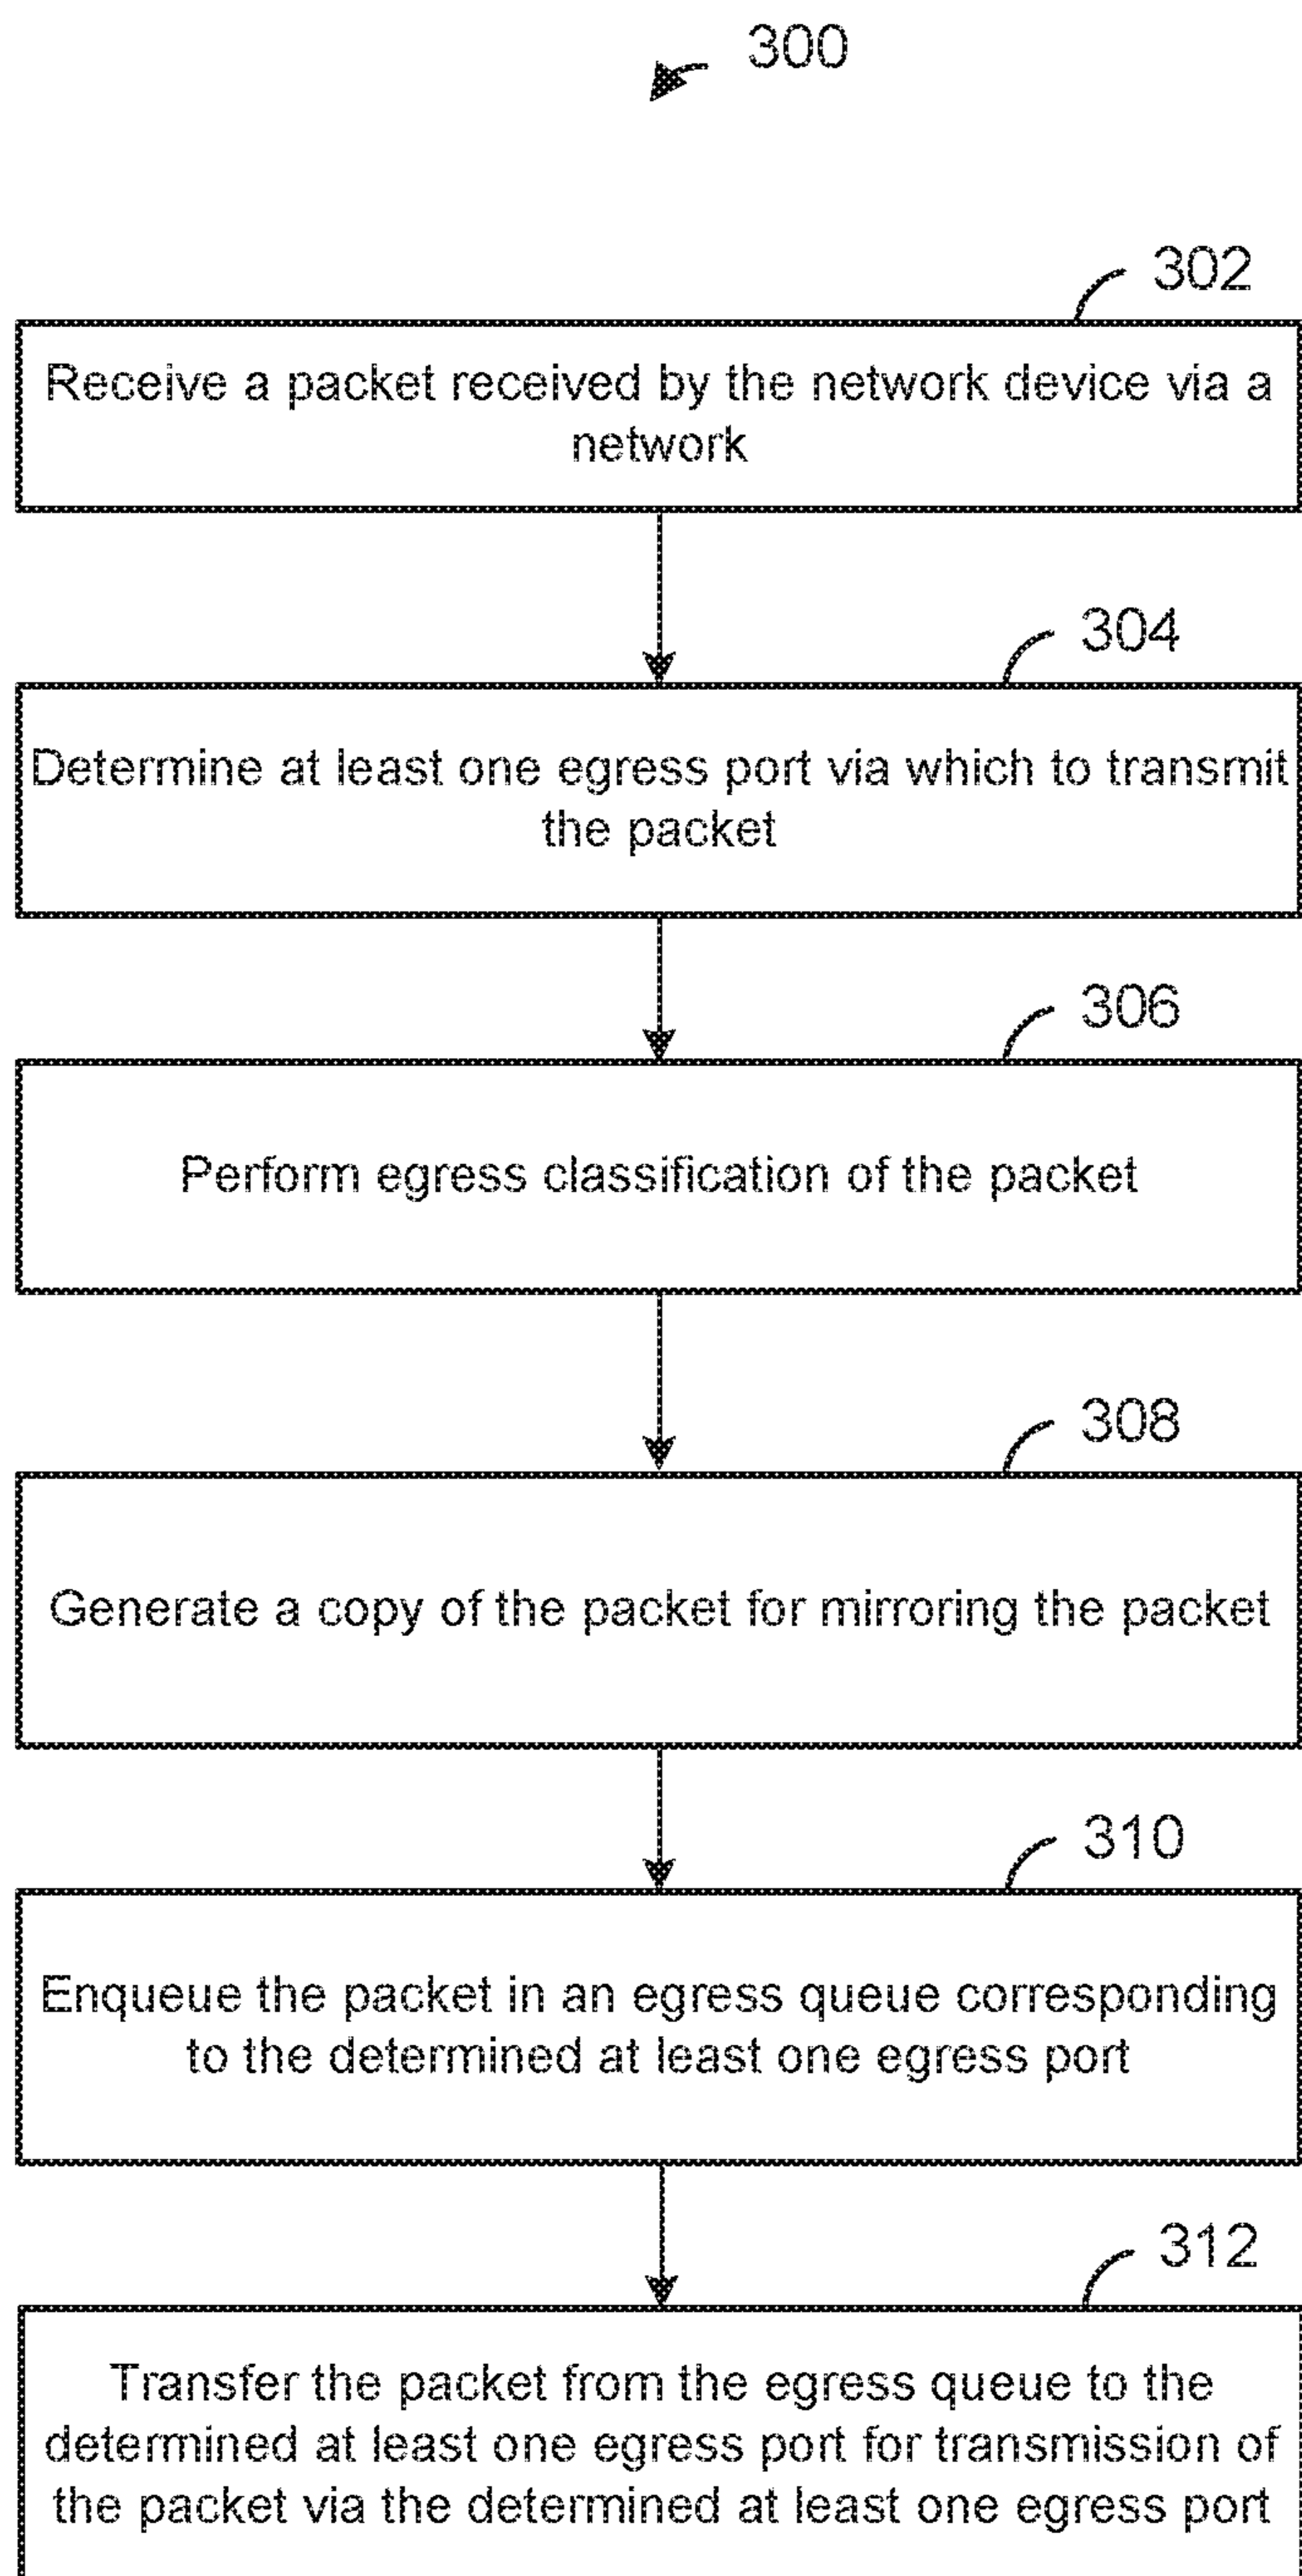 300
302
Receive a packet received by the network device via a
network
304
Determine at least one egress port via which to transmit
the packet
306
Perform egress classification of the packet
308
Generate a copy of the packet for mirroring the packet
310
Enqueue the packet in an egress queue corresponding
to the determined at least one egress port
312
Transfer the packet from the egress queue to the
determined at least one egress port for transmission of
the packet via the determined at least one egress port